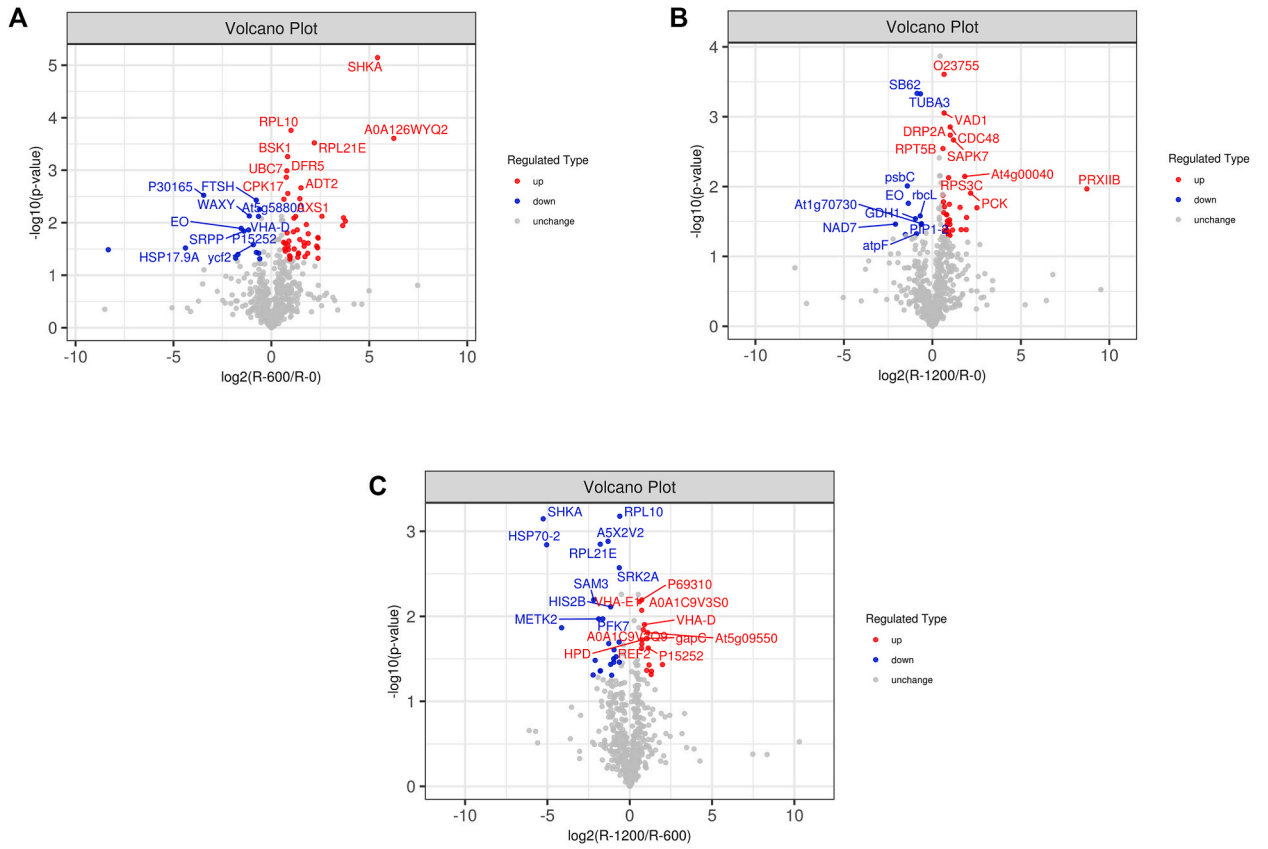 A
Volcano Plot
SHKA
RPL10
A0A126WYQ2
BSK1
RPL21E
UBC7
DFR5
CPK17
ADT2
P30165
FTSH
WAXY
At5g58800
AXS1
EO
VHA-D
SRPP
P15252
HSP17.9A
ycf2
5
4
3
2
1
0
-10
-5
0
5
10
-log10(p-value)
log2(R-600/R-0)
Regulated Type
up
down
unchange
B
Volcano Plot
O23755
SB62
TUBA3
VAD1
DRP2A
CDC48
RPT5B
SAPK7
psbC
At4g00040
PRXIIB
EO
rbcL
RPS3C
At1g70730
GDH1
PCK
NAD7
atpF
4
3
2
1
0
-10
-5
0
5
10
-log10(p-value)
log2(R-1200/R-0)
Regulated Type
up
down
unchange
C
Volcano Plot
SHKA
RPL10
HSP70-2
A5X2V2
RPL21E
SRK2A
SAM3
P69310
HIS2B
VHA-E1
A0A1C9V3S0
METK2
PFK7
VHA-D
gapC
At5g09550
HPD
REF2
P15252
3
2
1
0
-10
-5
0
5
10
-log10(p-value)
log2(R-1200/R-600)
Regulated Type
up
down
unchange